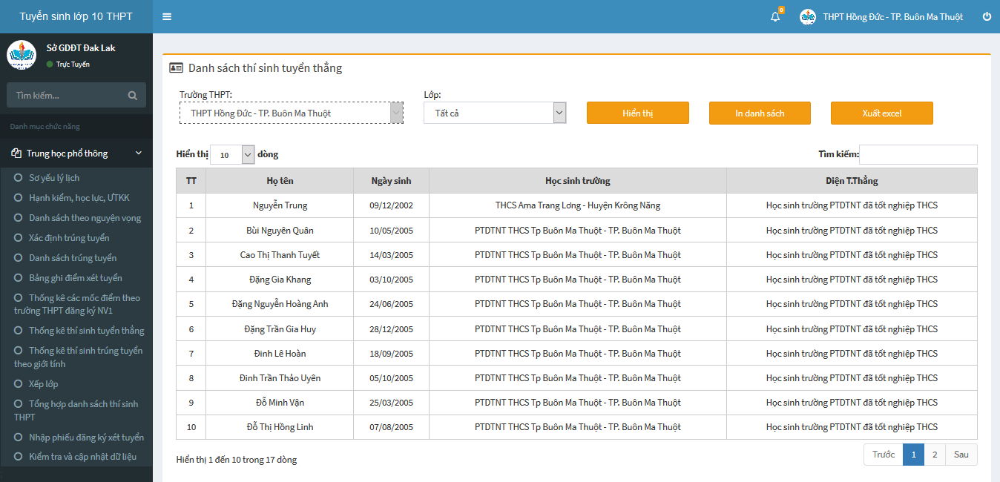 Tuyển sinh lớp 10 THPT
0
THPT Hồng Đức - TP. Buôn Ma Thuột
Sở GDĐT Đak Lak
Trực Tuyến
Tìm kiếm...
Danh mục chức năng
Trung học phổ thông
Sơ yếu lý lịch
Hạnh kiểm, học lực, ƯTKK
Danh sách theo nguyện vọng
Xác định trúng tuyển
Danh sách trúng tuyển
Bảng ghi điểm xét tuyển
Thống kê các mốc điểm theo
trường THPT đăng ký NV1
Thống kê thí sinh tuyển thẳng
Thống kê thí sinh trúng tuyển
theo giới tính
Xếp lớp
Tổng hợp danh sách thí sinh
THPT
Nhập phiếu đăng ký xét tuyển
Kiểm tra và cập nhật dữ liệu
Danh sách thí sinh tuyển thẳng
Trường THPT: Lớp:
THPT Hồng Đức - TP. Buôn Ma Thuột Tất cả Hiển thị In danh sách Xuất excel
Hiển thị 10 dòng Tìm kiếm:
TT Họ tên Ngày sinh Học sinh trường Diện T.Thẳng
1 Nguyễn Trung 09/12/2002 THCS Ama Trang Lơng - Huyện Krông Năng Học sinh trường PTDTNT đã tốt nghiệp THCS
2 Bùi Nguyên Quân 10/05/2005 PTDTNT THCS Tp Buôn Ma Thuột - TP. Buôn Ma Thuột Học sinh trường PTDTNT đã tốt nghiệp THCS
3 Cao Thị Thanh Tuyết 14/03/2005 PTDTNT THCS Tp Buôn Ma Thuột - TP. Buôn Ma Thuột Học sinh trường PTDTNT đã tốt nghiệp THCS
4 Đặng Gia Khang 03/10/2005 PTDTNT THCS Tp Buôn Ma Thuột - TP. Buôn Ma Thuột Học sinh trường PTDTNT đã tốt nghiệp THCS
5 Đặng Nguyễn Hoàng Anh 24/06/2005 PTDTNT THCS Tp Buôn Ma Thuột - TP. Buôn Ma Thuột Học sinh trường PTDTNT đã tốt nghiệp THCS
6 Đặng Trần Gia Huy 28/12/2005 PTDTNT THCS Tp Buôn Ma Thuột - TP. Buôn Ma Thuột Học sinh trường PTDTNT đã tốt nghiệp THCS
7 Đinh Lê Hoàn 18/09/2005 PTDTNT THCS Tp Buôn Ma Thuột - TP. Buôn Ma Thuột Học sinh trường PTDTNT đã tốt nghiệp THCS
8 Đinh Trần Thảo Uyên 05/10/2005 PTDTNT THCS Tp Buôn Ma Thuột - TP. Buôn Ma Thuột Học sinh trường PTDTNT đã tốt nghiệp THCS
9 Đỗ Minh Vận 25/03/2005 PTDTNT THCS Tp Buôn Ma Thuột - TP. Buôn Ma Thuột Học sinh trường PTDTNT đã tốt nghiệp THCS
10 Đỗ Thị Hồng Linh 07/08/2005 PTDTNT THCS Tp Buôn Ma Thuột - TP. Buôn Ma Thuột Học sinh trường PTDTNT đã tốt nghiệp THCS
Hiển thị 1 đến 10 trong 17 dòng Trước 1 2 Sau